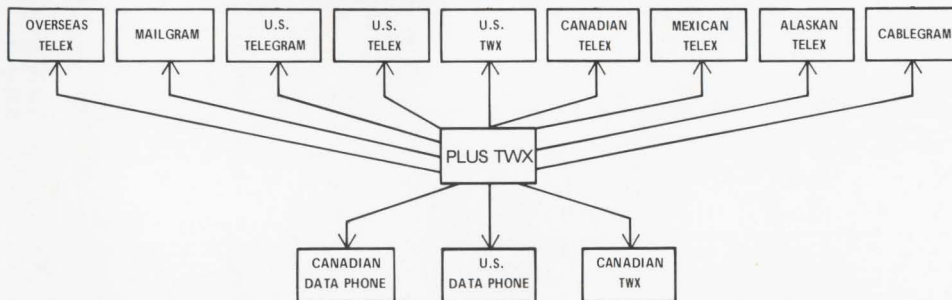 OVERSEAS
TELEX
MAILGRAM
U.S.
TELEGRAM
U.S.
TELEX
U.S.
TWX
CANADIAN
TELEX
MEXICAN
TELEX
ALASKAN
TELEX
CABLEGRAM
PLUS TWX
CANADIAN
DATA PHONE
U.S.
DATA PHONE
CANADIAN
TWX